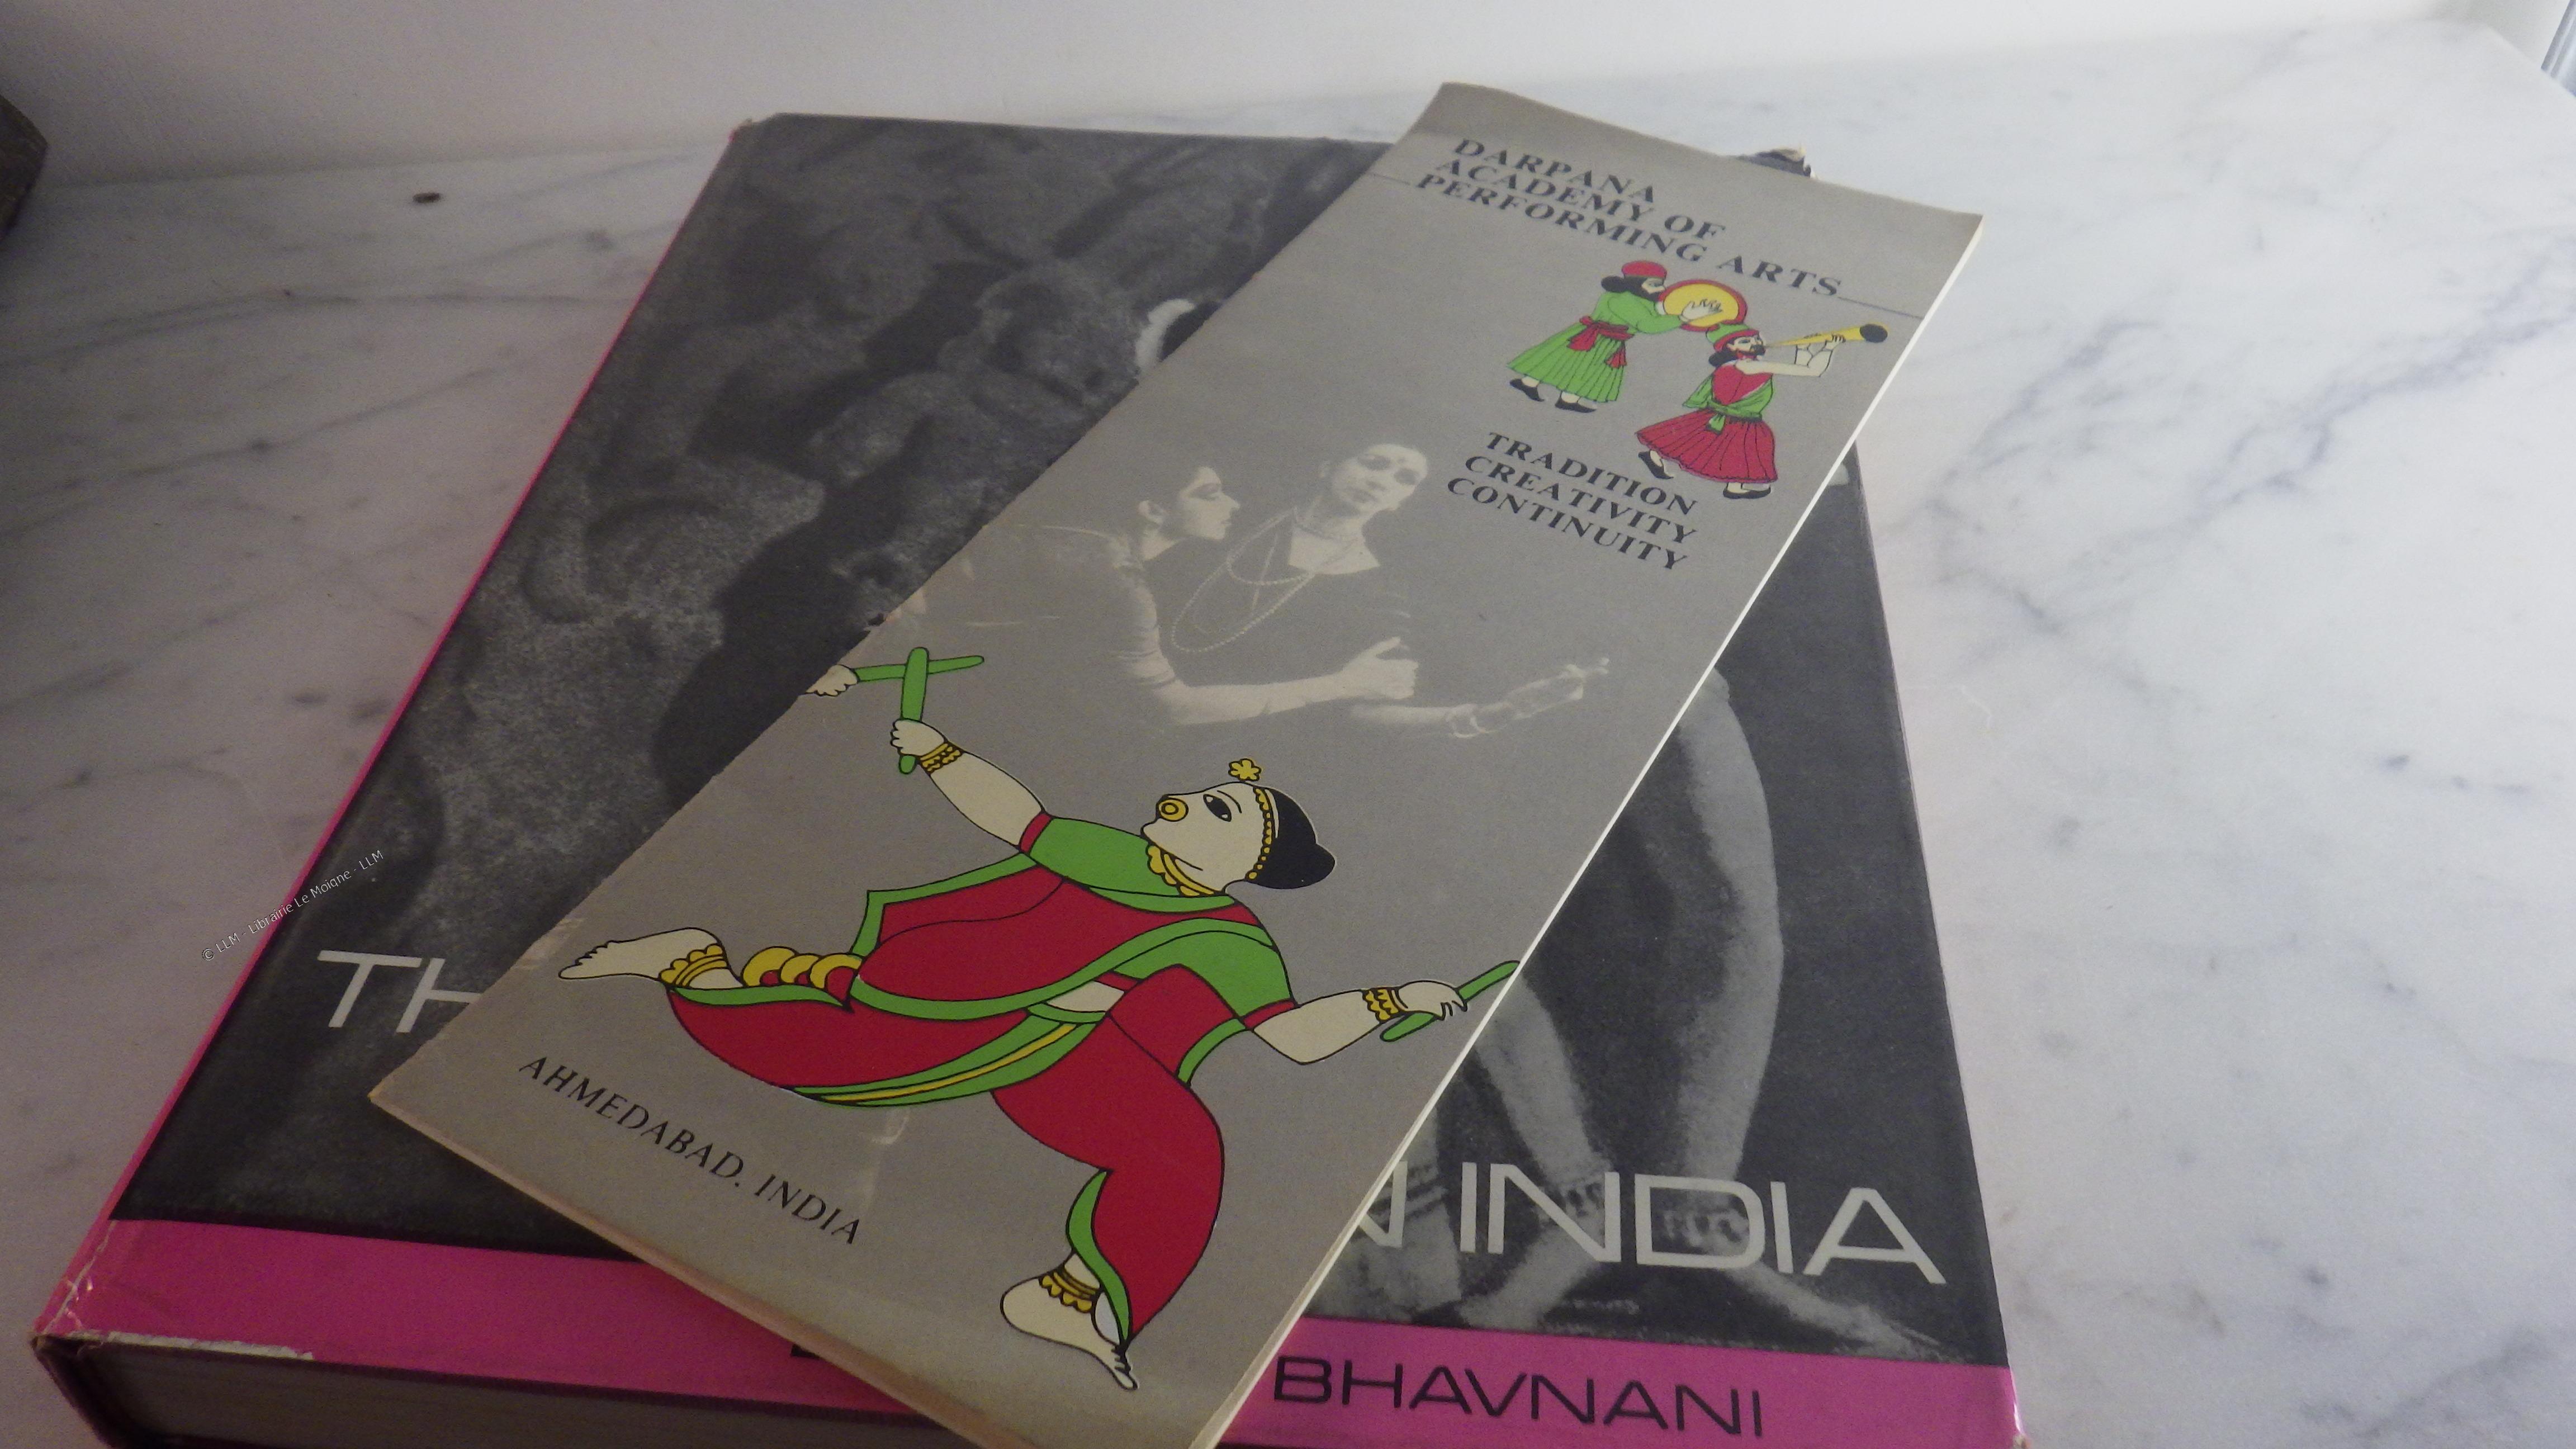 DARPANA
ACADEMY OF
PERFORMING ARTS
TRADITION
CREATIVITY
CONTINUITY
AHMEDABAD. INDIA
TH
N INDIA
BHAVNANI
© LLM - Librairie Le Moigne - LLM